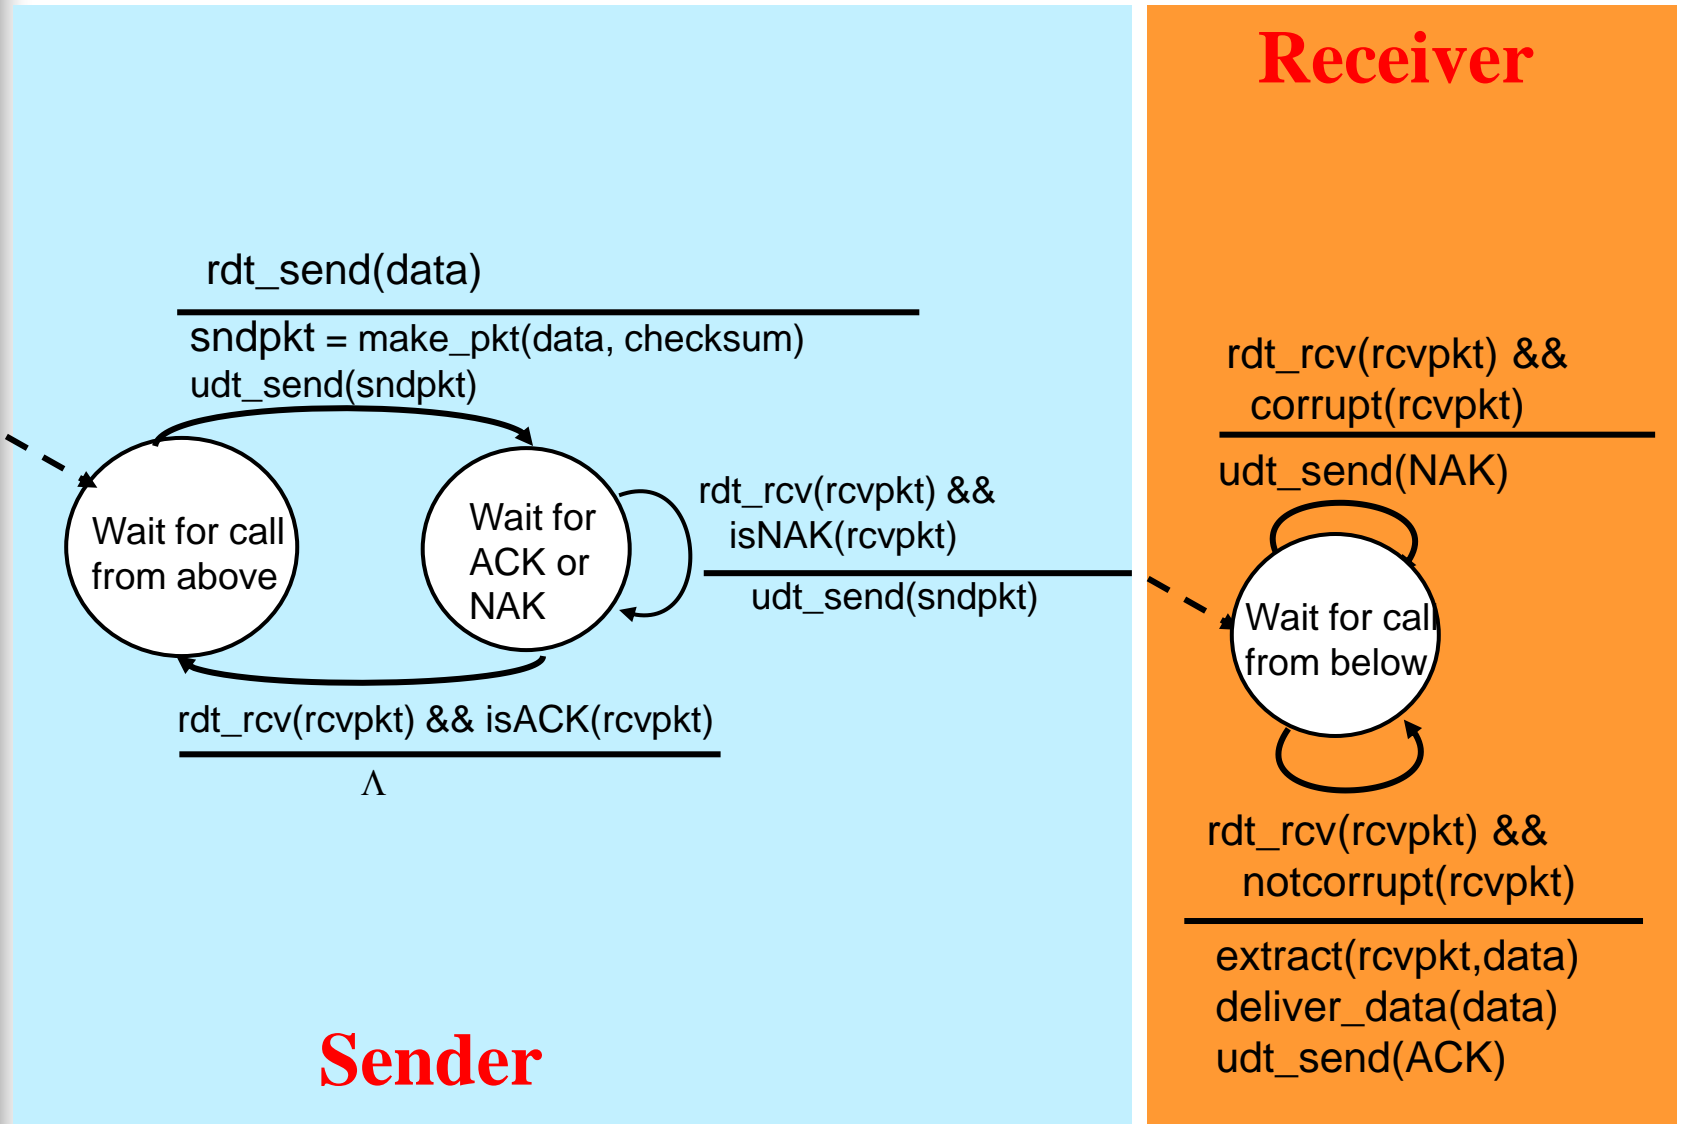 Receiver
rdt_send(data)
sndpkt = make_pkt(data, checksum)
udt_send(sndpkt)
Wait for call
from above
Wait for
ACK or
NAK
rdt_rcv(rcvpkt) &&
isNAK(rcvpkt)
udt_send(sndpkt)
rdt_rcv(rcvpkt) && isACK(rcvpkt)
Λ
Sender
rdt_rcv(rcvpkt) &&
corrupt(rcvpkt)
udt_send(NAK)
Wait for call
from below
rdt_rcv(rcvpkt) &&
notcorrupt(rcvpkt)
extract(rcvpkt,data)
deliver_data(data)
udt_send(ACK)